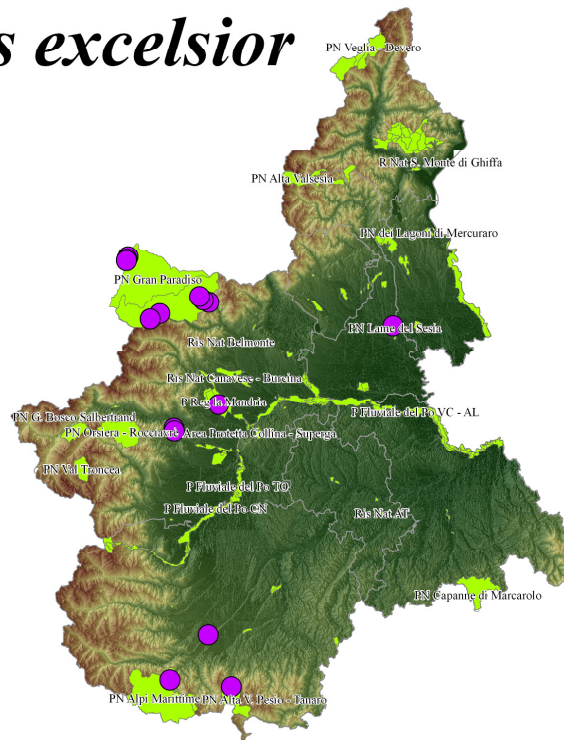 s excelsior
PN Veglia - Devero
R Nat S. Monte di Ghiffa
PN Alta Valsesia
PN dei Lagoni di Mercuraro
PN Gran Paradiso
PN Lame del Sesia
Ris Nat Belmonte
Ris Nat Canavese - Burcina
P Reg la Mandria
P Fluviale del Po VC - AL
PN G. Bosco Salbertrand
PN Orsiera - Rocciavrè
Area Protetta Collina - Superga
PN Val Troncea
P Fluviale del Po TO
P Fluviale del Po CN
Ris Nat AT
PN Capanne di Marcarolo
PN Alpi Marittime
PN Alta V. Pesio - Tanaro